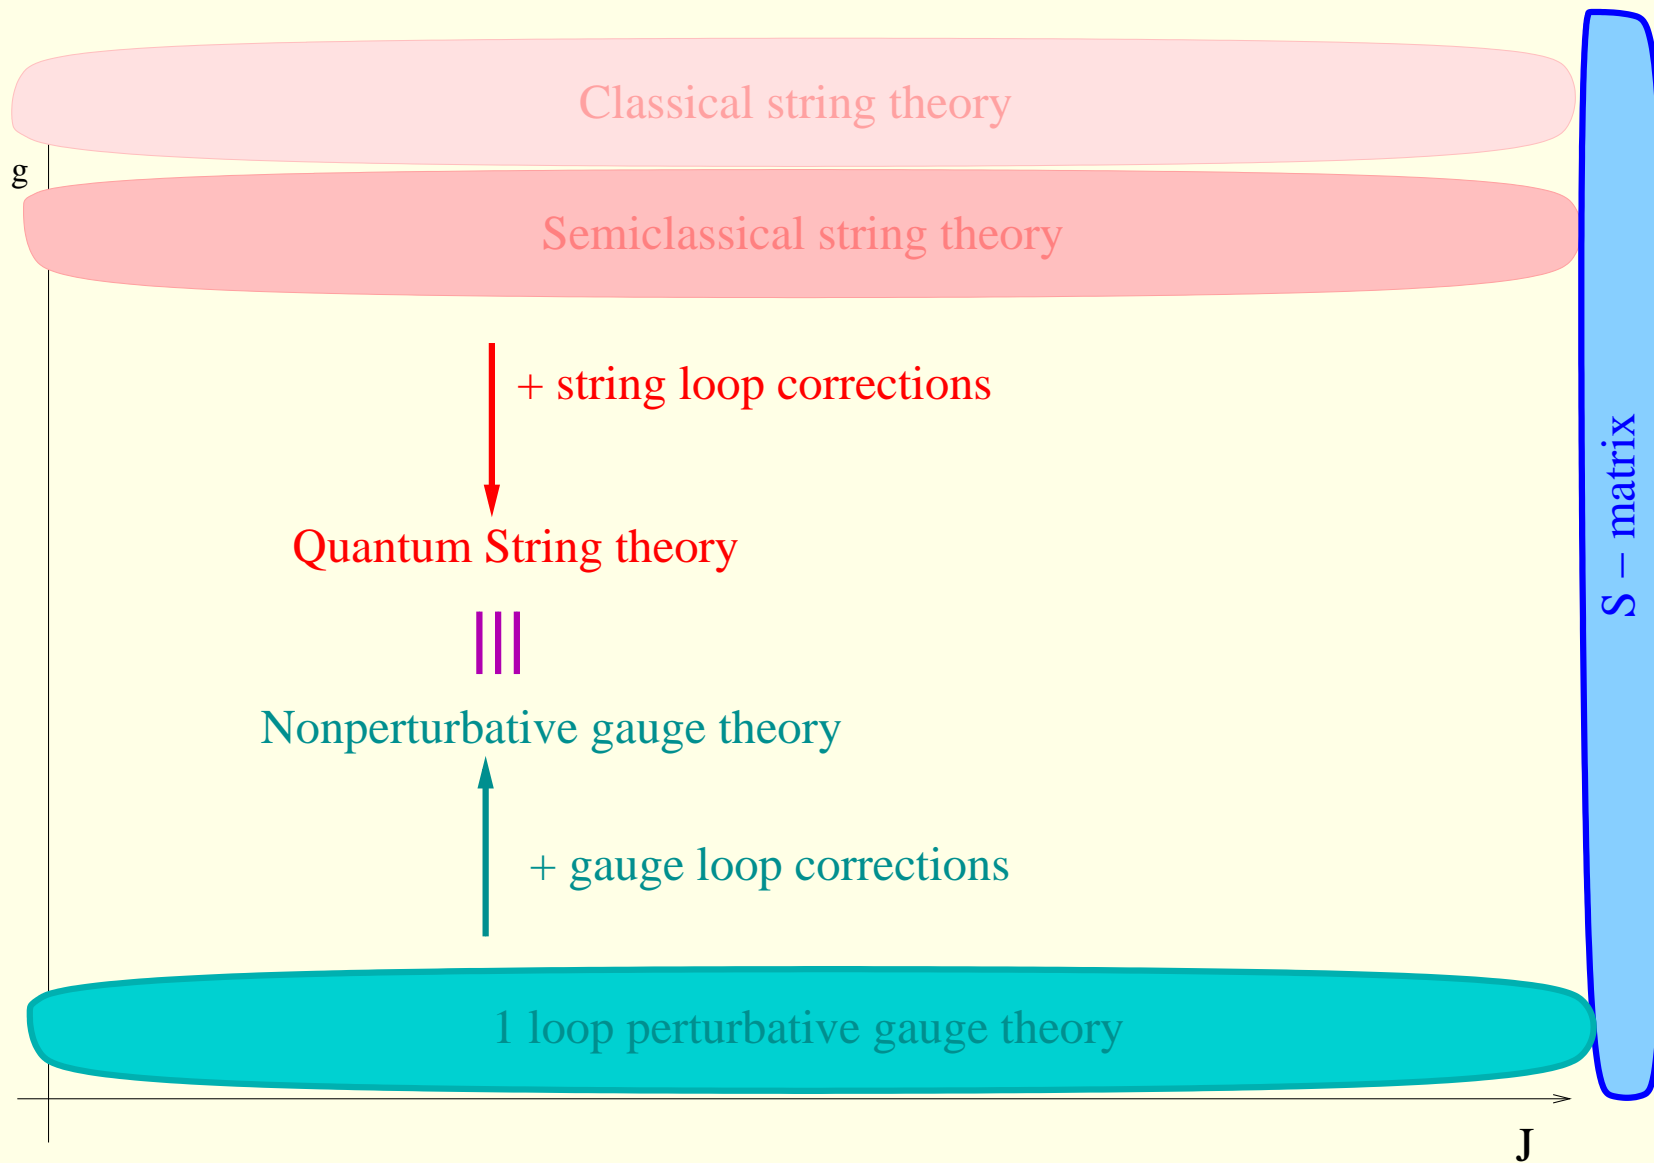 Classical string theory
g
Semiclassical string theory
+ string loop corrections
Quantum String theory
Nonperturbative gauge theory
+ gauge loop corrections
1 loop perturbative gauge theory
J
S – matrix